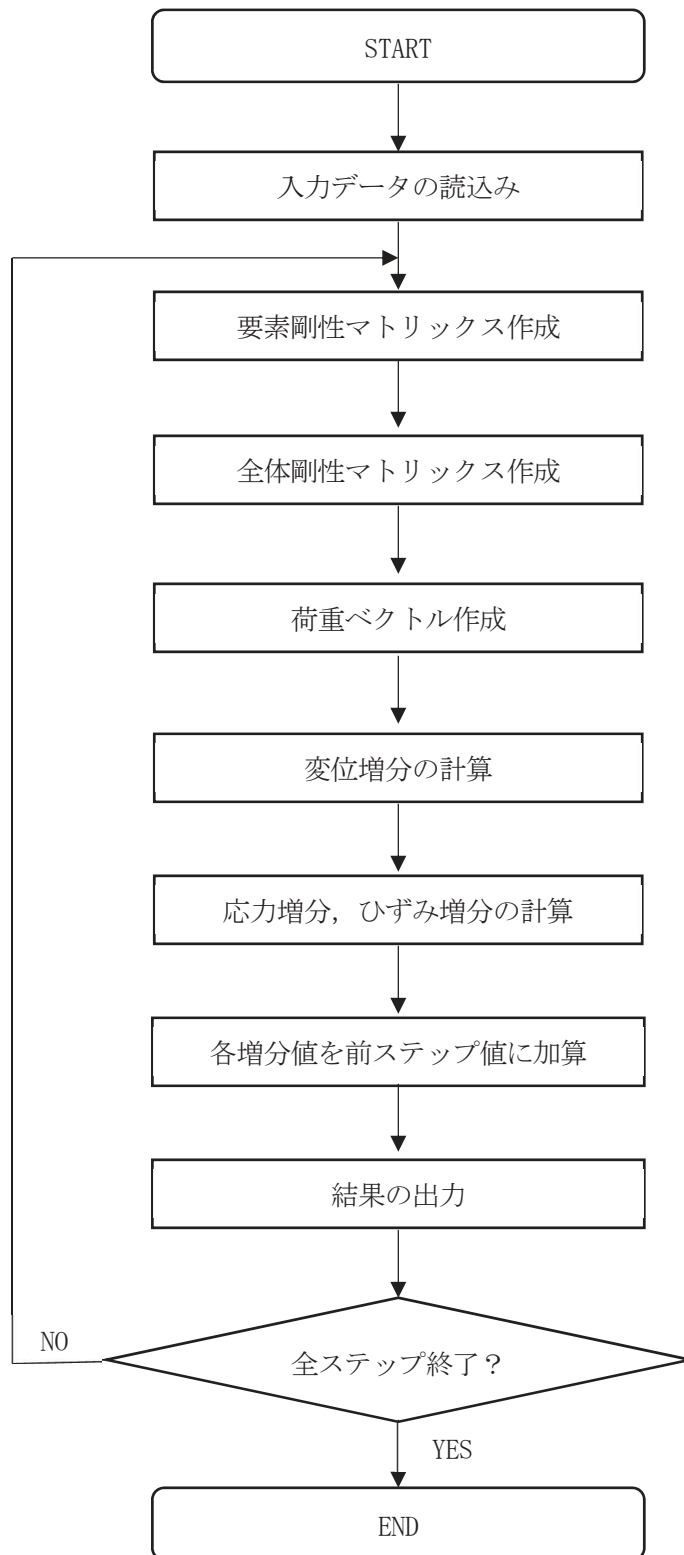 START
入力データの読込み
要素剛性マトリックス作成
全体剛性マトリックス作成
荷重ベクトル作成
変位増分の計算
応力増分，ひずみ増分の計算
各増分値を前ステップ値に加算
結果の出力
NO
全ステップ終了？
YES
END